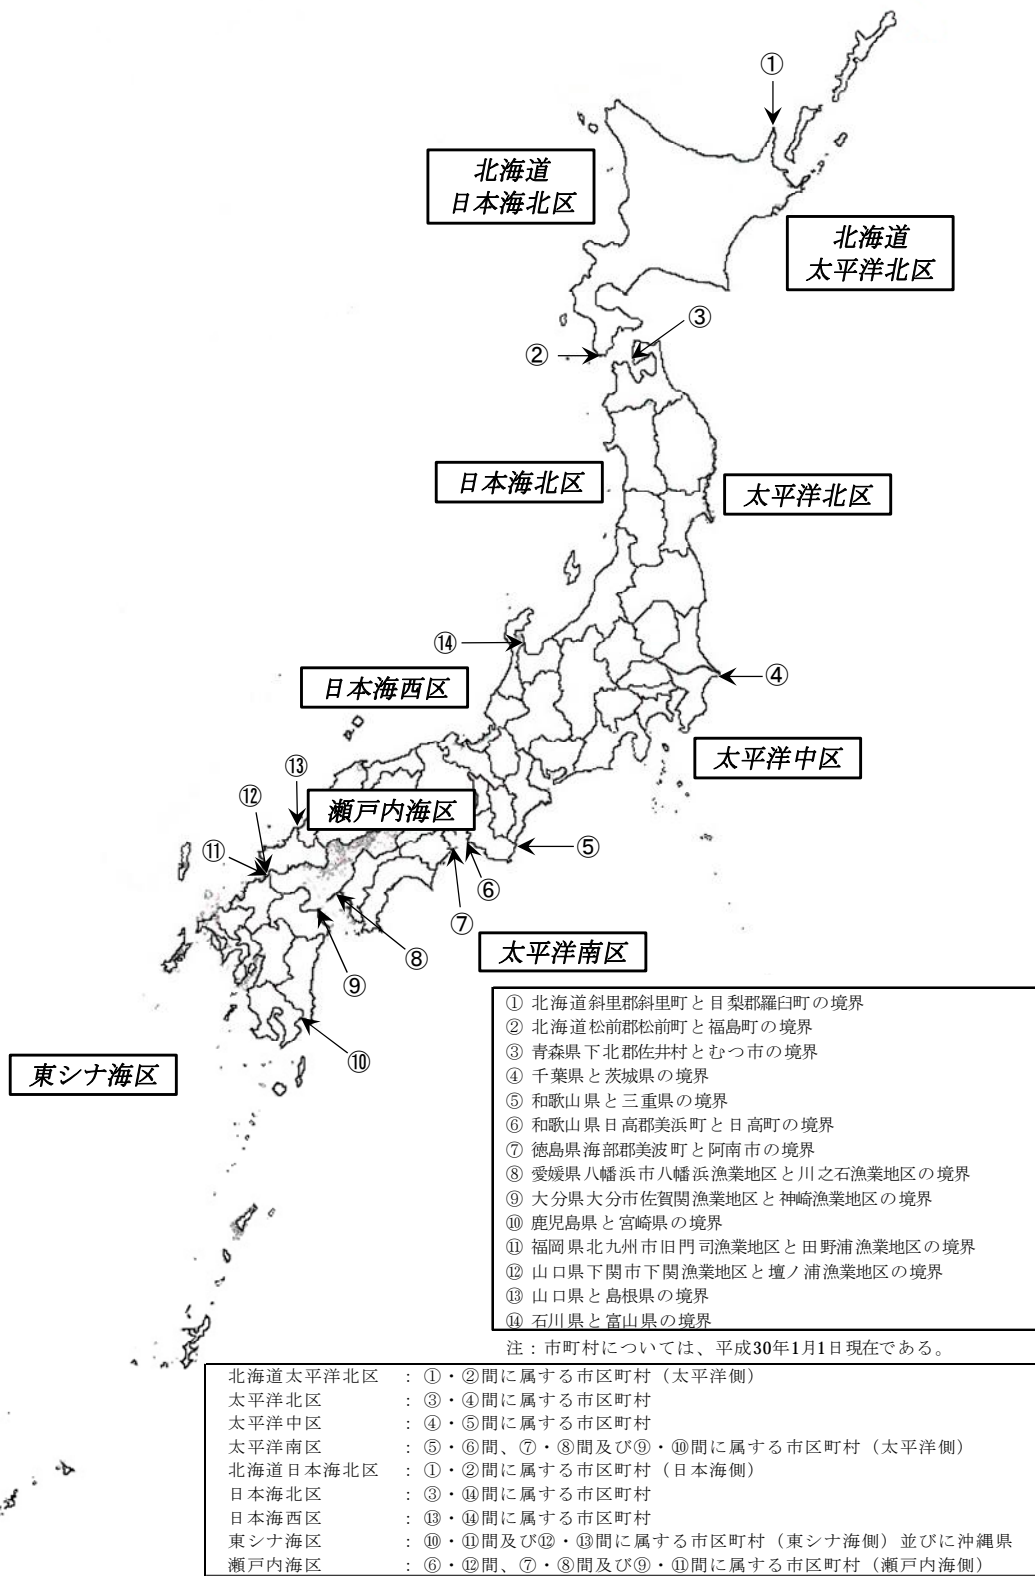 ①
北海道
日本海北区
北海道
太平洋北区
③
②
日本海北区
太平洋北区
⑭
④
日本海西区
太平洋中区
⑬
⑫
瀬戸内海区
⑪
⑤
⑥
⑦
太平洋南区
⑧
⑨
⑩
東シナ海区
① 北海道斜里郡斜里町と目梨郡羅臼町の境界
② 北海道松前郡松前町と福島町の境界
③ 青森県下北郡佐井村とむつ市の境界
④ 千葉県と茨城県の境界
⑤ 和歌山県と三重県の境界
⑥ 和歌山県日高郡美浜町と日高町の境界
⑦ 徳島県海部郡美波町と阿南市の境界
⑧ 愛媛県八幡浜市八幡浜漁業地区と川之石漁業地区の境界
⑨ 大分県大分市佐賀関漁業地区と神崎漁業地区の境界
⑩ 鹿児島県と宮崎県の境界
⑪ 福岡県北九州市旧門司漁業地区と田野浦漁業地区の境界
⑫ 山口県下関市下関漁業地区と壇ノ浦漁業地区の境界
⑬ 山口県と島根県の境界
⑭ 石川県と富山県の境界
注：市町村については、平成30年1月1日現在である。
北海道太平洋北区 ：①・②間に属する市区町村（太平洋側）
太平洋北区 ：③・④間に属する市区町村
太平洋中区 ：④・⑤間に属する市区町村
太平洋南区 ：⑤・⑥間、⑦・⑧間及び⑨・⑩間に属する市区町村（太平洋側）
北海道日本海北区 ：①・②間に属する市区町村（日本海側）
日本海北区 ：③・⑭間に属する市区町村
日本海西区 ：⑬・⑭間に属する市区町村
東シナ海区 ：⑩・⑪間及び⑫・⑬間に属する市区町村（東シナ海側）並びに沖縄県
瀬戸内海区 ：⑥・⑫間、⑦・⑧間及び⑨・⑪間に属する市区町村（瀬戸内海側）